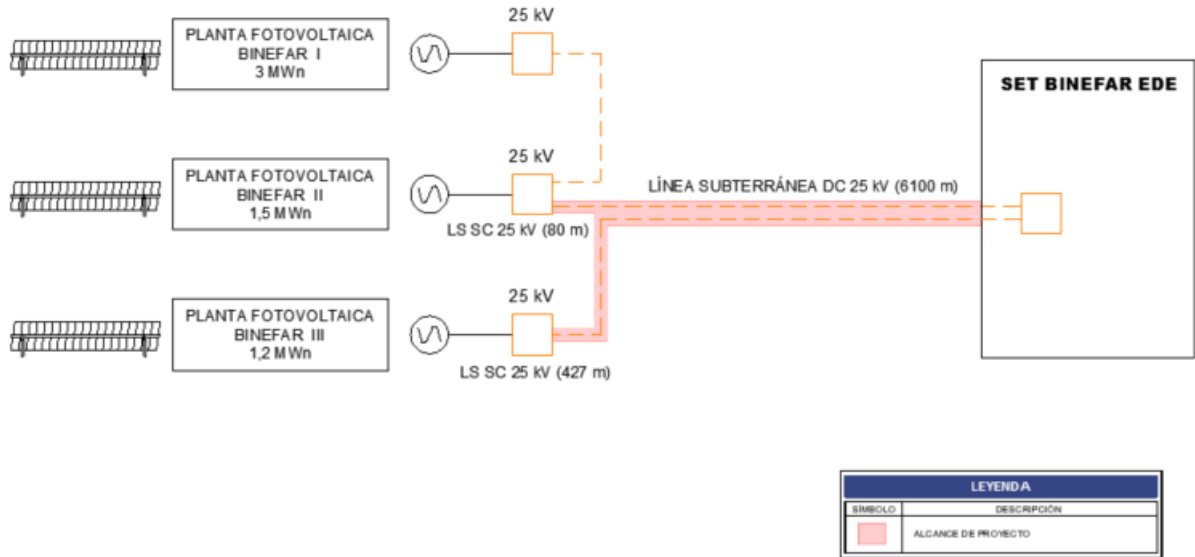 25 kV
PLANTA FOTOVOLTAICA
BINEFAR I
3 MWn
SET BINEFAR EDE
25 kV
PLANTA FOTOVOLTAICA
BINEFAR II
1,5 MWn
LÍNEA SUBTERRÁNEA DC 25 kV (6100 m)
LS SC 25 kV (80 m)
25 kV
PLANTA FOTOVOLTAICA
BINEFAR III
1,2 MWn
LS SC 25 kV (427 m)
LEYENDA
SÍMBOLO DESCRIPCIÓN
ALCANCE DE PROYECTO